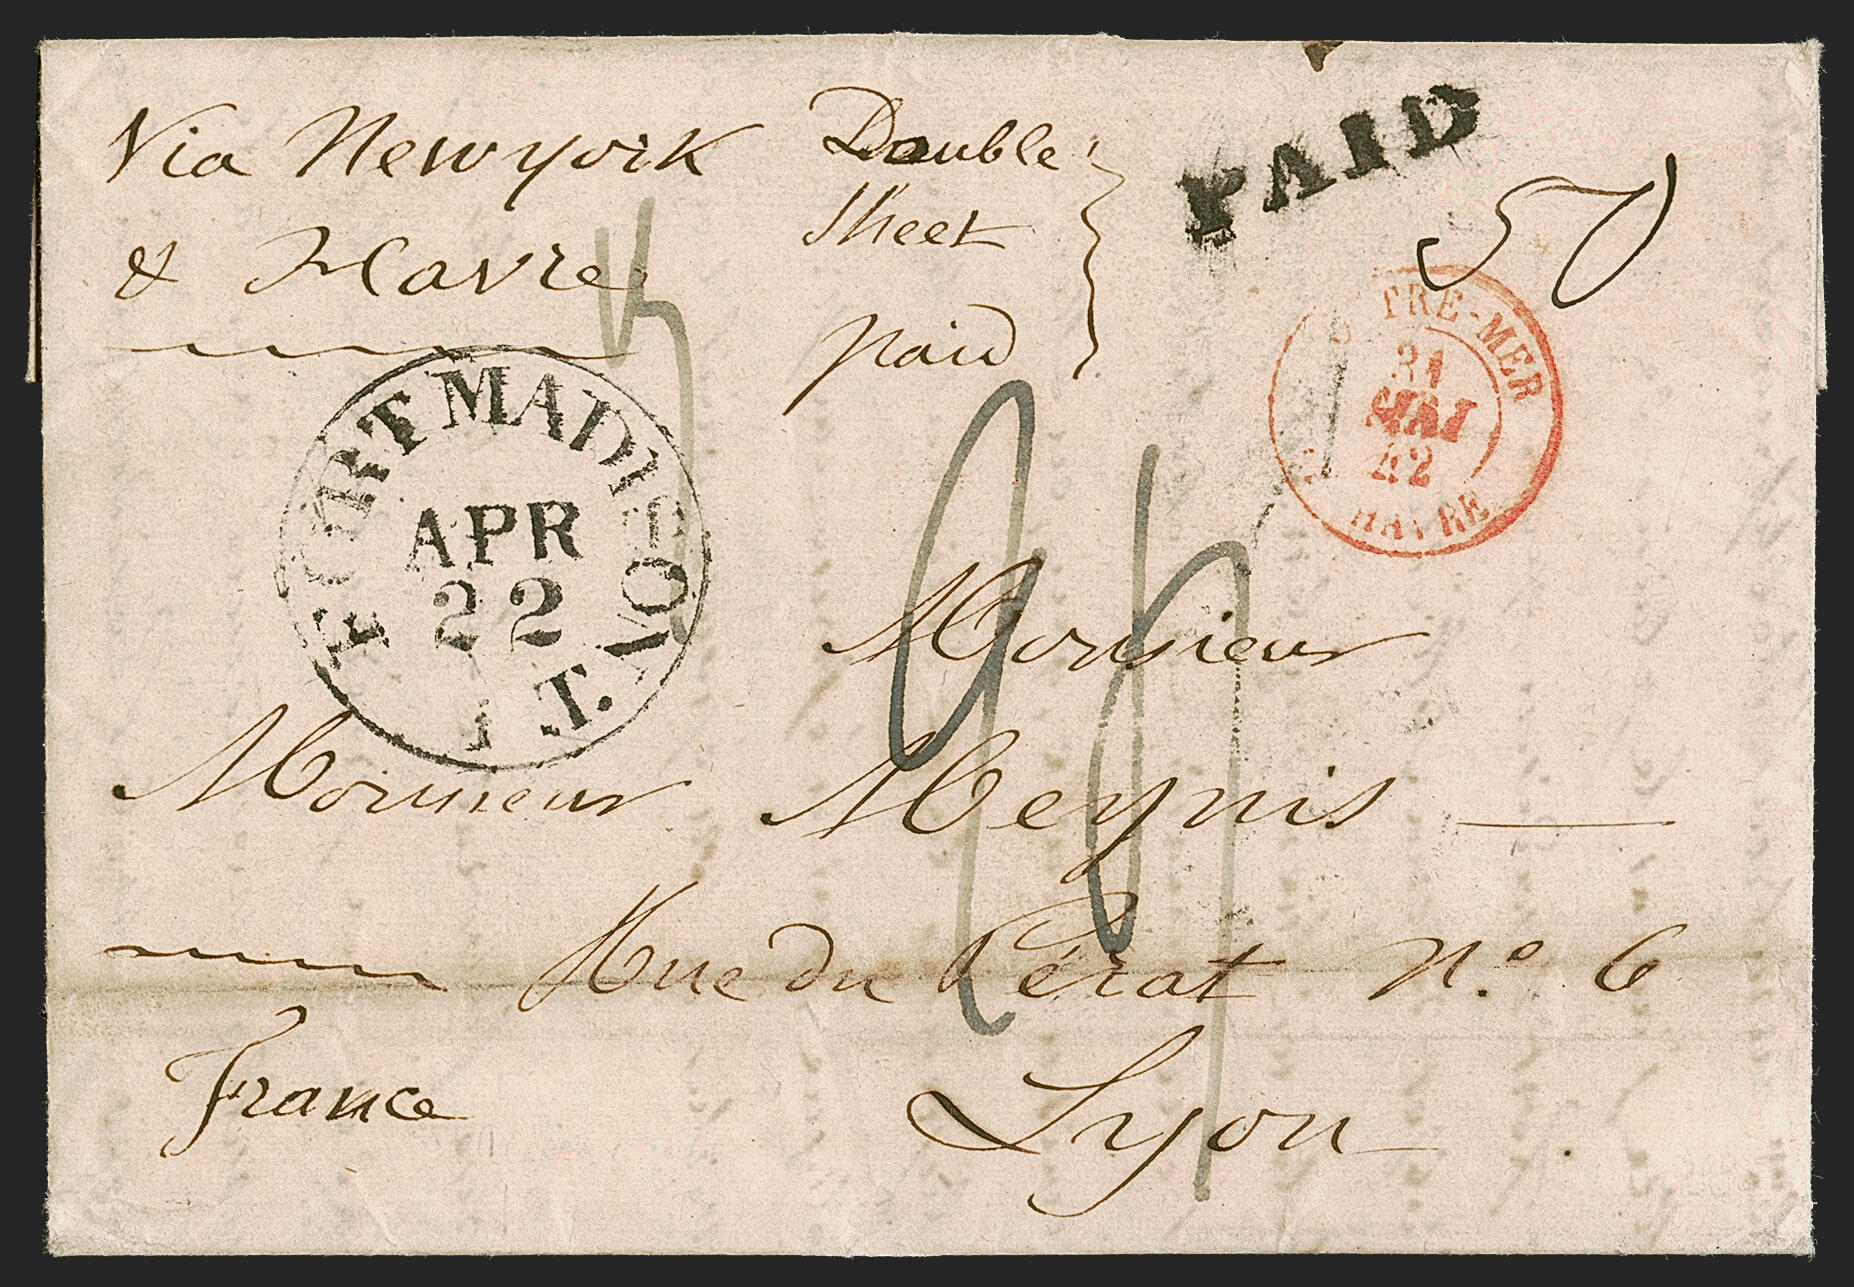 Via Newyork
& Havre
Double
sheet
paid
PAID
50
OUTRE-MER
31
MAI
42
HAVRE
FORT MADISON
APR
22
I T.
Monsieur
Monsieur Meynis
Rue du Pérat N.o 6
France
Lyon